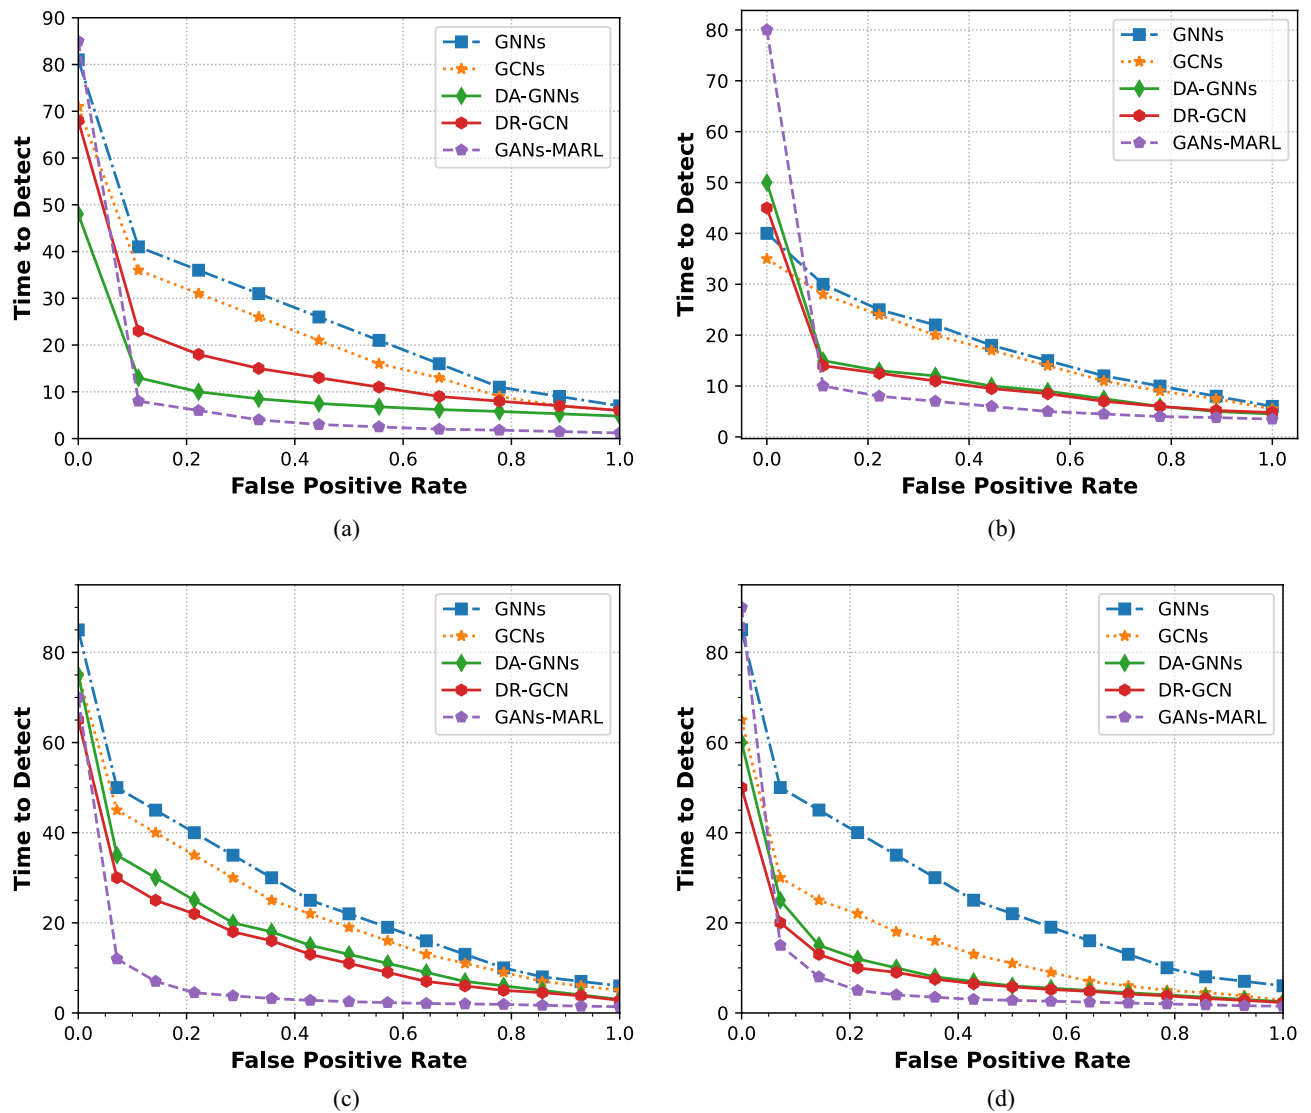 90
80
70
60
50
40
30
20
10
0
Time to Detect
0.0 0.2 0.4 0.6 0.8 1.0
False Positive Rate
GNNs
GCNs
DA-GNNs
DR-GCN
GANs-MARL
(a)
80
70
60
50
40
30
20
10
0
Time to Detect
0.0 0.2 0.4 0.6 0.8 1.0
False Positive Rate
GNNs
GCNs
DA-GNNs
DR-GCN
GANs-MARL
(b)
80
60
40
20
0
Time to Detect
0.0 0.2 0.4 0.6 0.8 1.0
False Positive Rate
GNNs
GCNs
DA-GNNs
DR-GCN
GANs-MARL
(c)
80
60
40
20
0
Time to Detect
0.0 0.2 0.4 0.6 0.8 1.0
False Positive Rate
GNNs
GCNs
DA-GNNs
DR-GCN
GANs-MARL
(d)